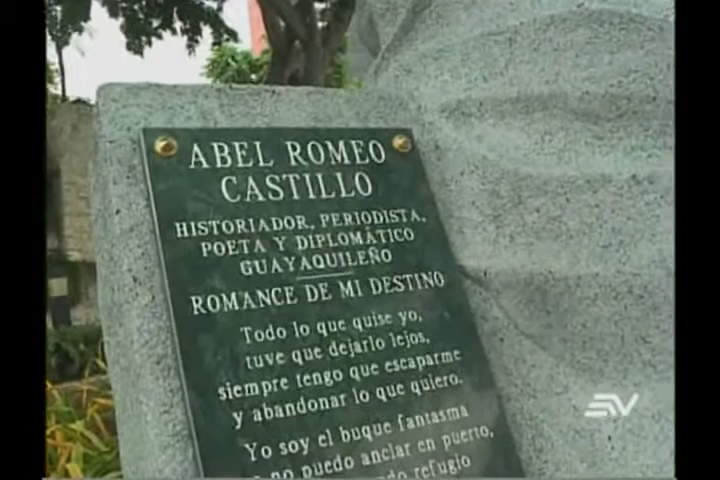 ABEL ROMEO
CASTILLO
HISTORIADOR, PERIODISTA,
POETA Y DIPLOMÁTICO
GUAYAQUILEÑO
ROMANCE DE MI DESTINO
Todo lo que quise yo,
tuve que dejarlo lejos,
siempre tengo que escaparme
y abandonar lo que quiero.
Yo soy el buque fantasma
no puedo anclar en puerto,
refugio
EV